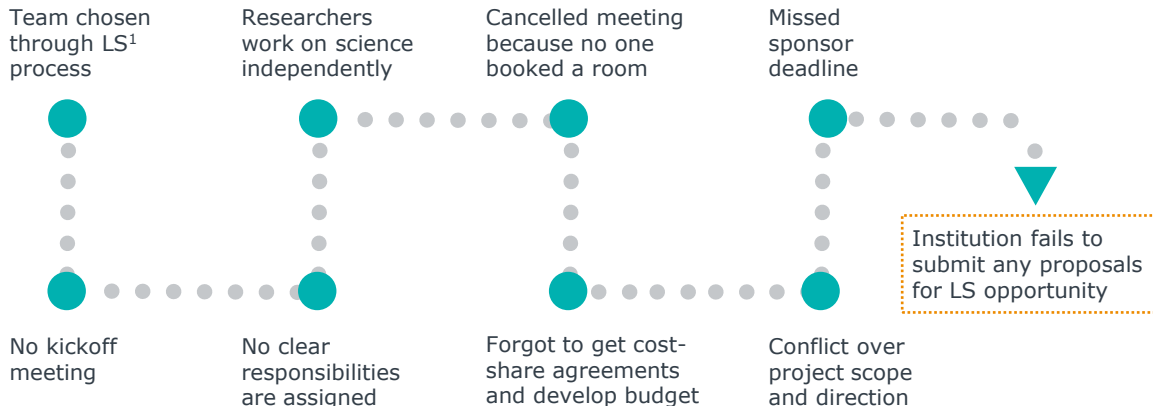 Team chosen
through LS¹
process
Researchers
work on science
independently
Cancelled meeting
because no one
booked a room
Missed
sponsor
deadline
Institution fails to
submit any proposals
for LS opportunity
No kickoff
meeting
No clear
responsibilities
are assigned
Forgot to get cost-
share agreements
and develop budget
Conflict over
project scope
and direction